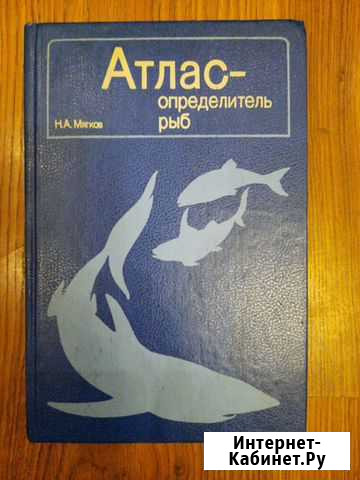 Атлас-
определитель
рыб
Н.А. Мягков
Интернет-
Кабинет.Ру